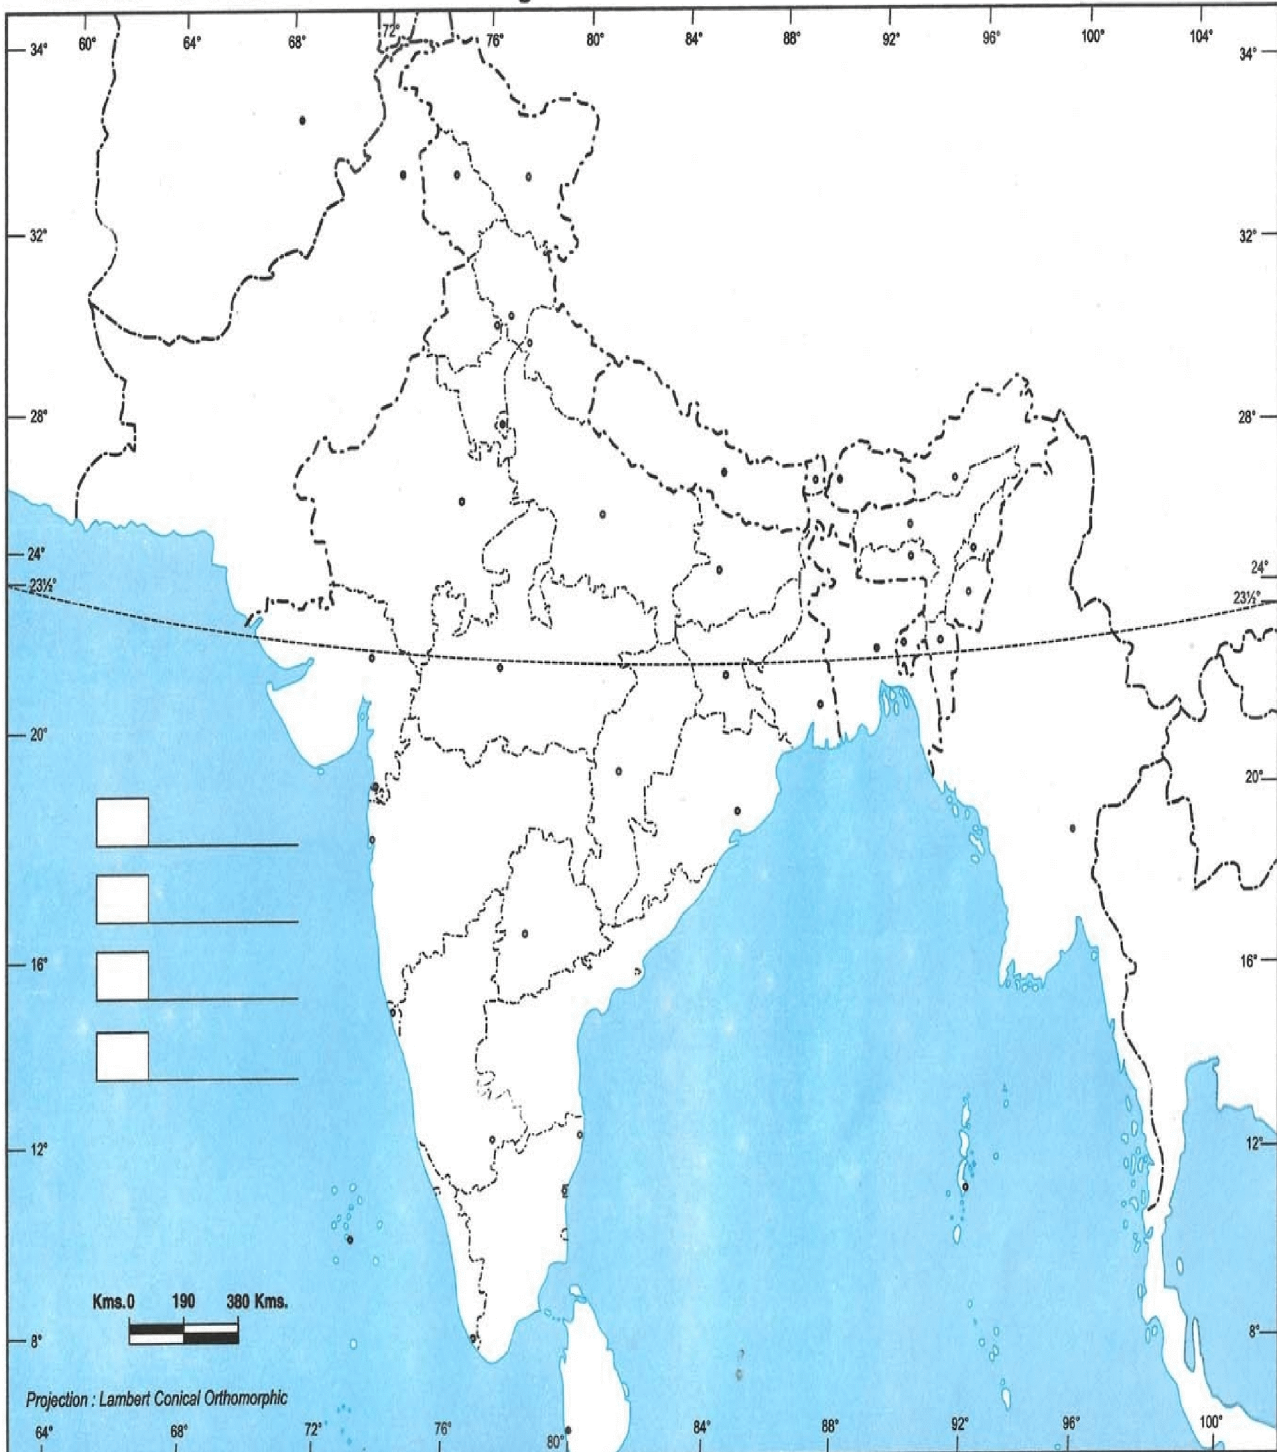 60° 64° 68° 72° 76° 80° 84° 88° 92° 96° 100° 104°
34° 34°
32° 32°
28° 28°
24° 24°
23½° 23½°
20° 20°
16° 16°
12° 12°
Kms.0 190 380 Kms.
8° 8°
Projection : Lambert Conical Orthomorphic
64° 68° 72° 76° 80° 84° 88° 92° 96° 100°